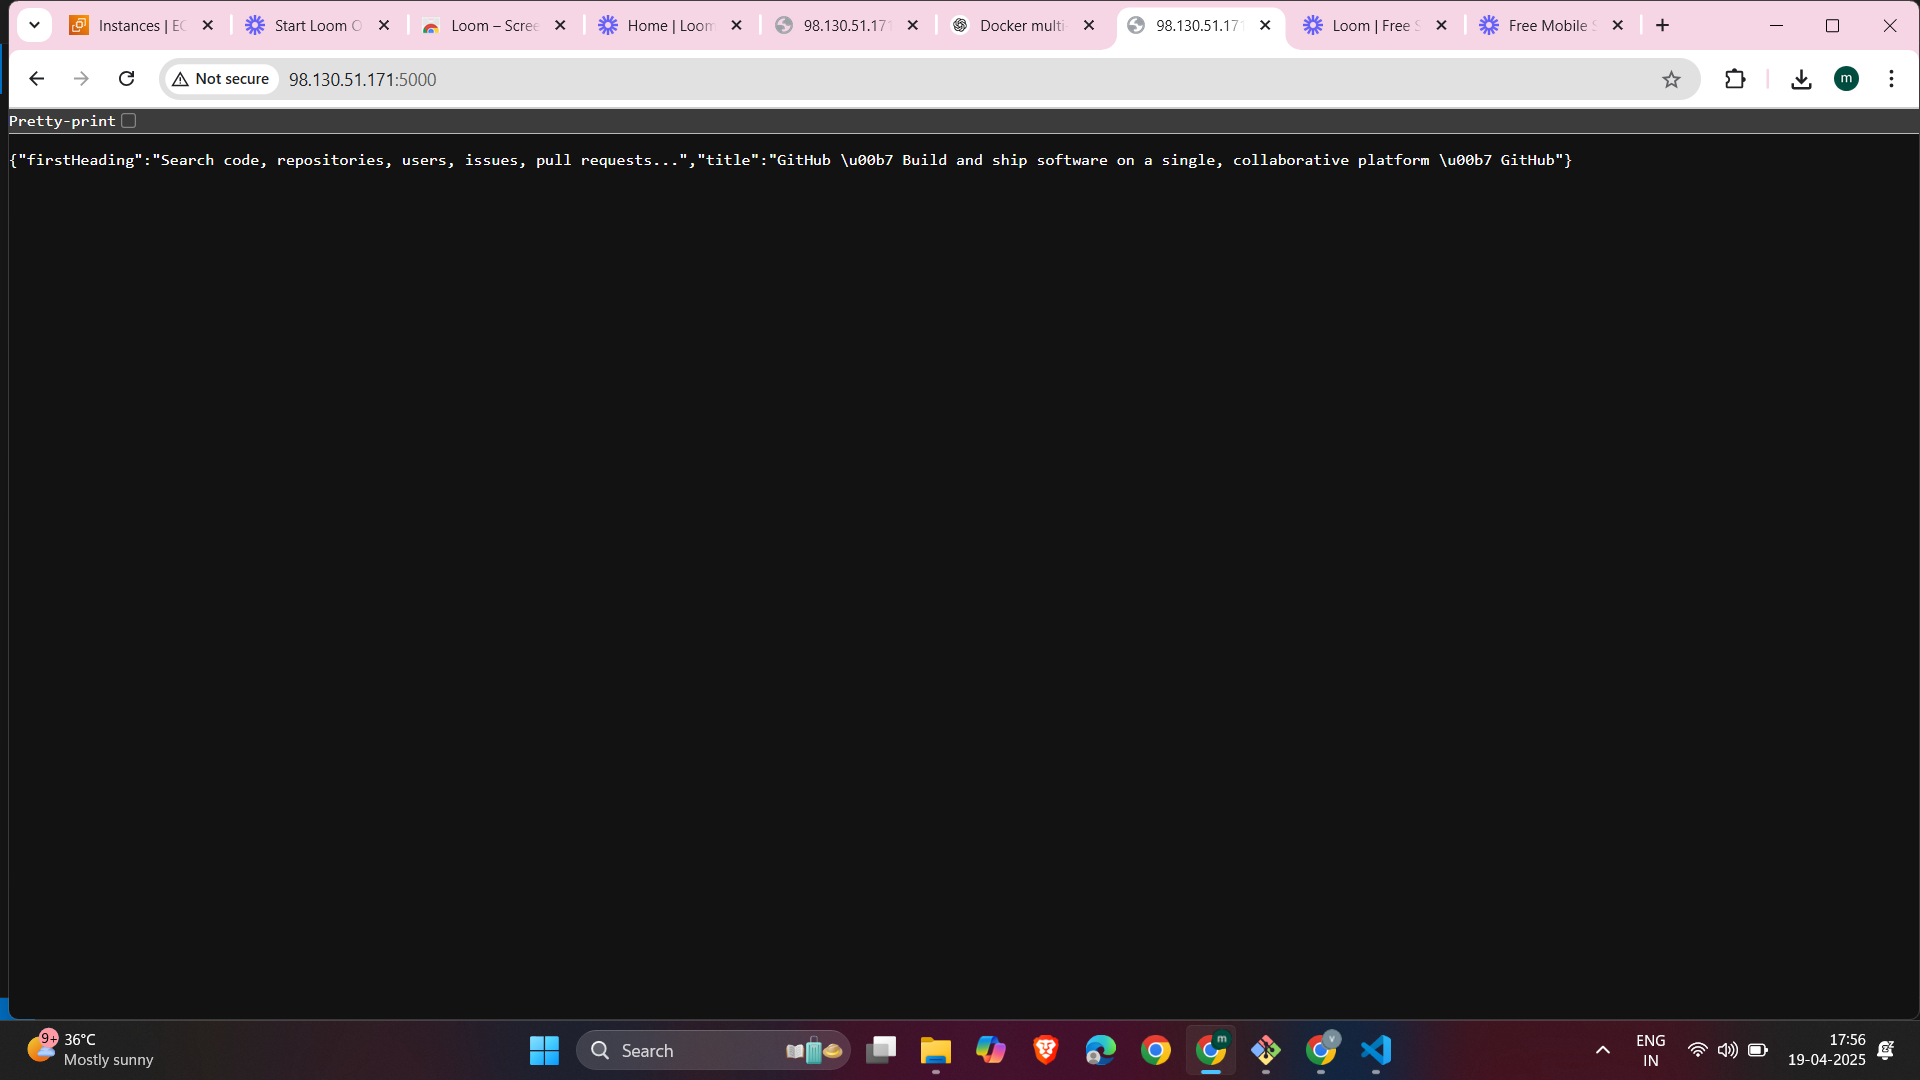 Instances | EC
Start Loom O
Loom – Scree
Home | Loom
98.130.51.171
Docker multi-
98.130.51.171
Loom | Free S
Free Mobile S
Not secure
98.130.51.171:5000
m
Pretty-print
{"firstHeading":"Search code, repositories, users, issues, pull requests...","title":"GitHub \u00b7 Build and ship software on a single, collaborative platform \u00b7 GitHub"}
9+
36°C
Mostly sunny
Search
m
v
ENG
IN
17:56
19-04-2025